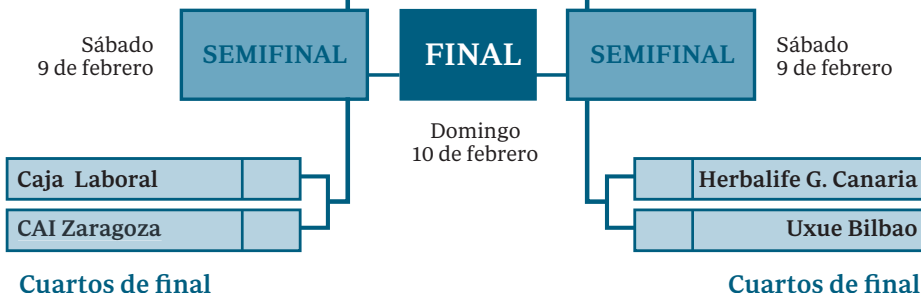 Sábado
9 de febrero
SEMIFINAL
FINAL
SEMIFINAL
Sábado
9 de febrero
Domingo
10 de febrero
Caja Laboral
CAI Zaragoza
Herbalife G. Canaria
Uxue Bilbao
Cuartos de final
Cuartos de final